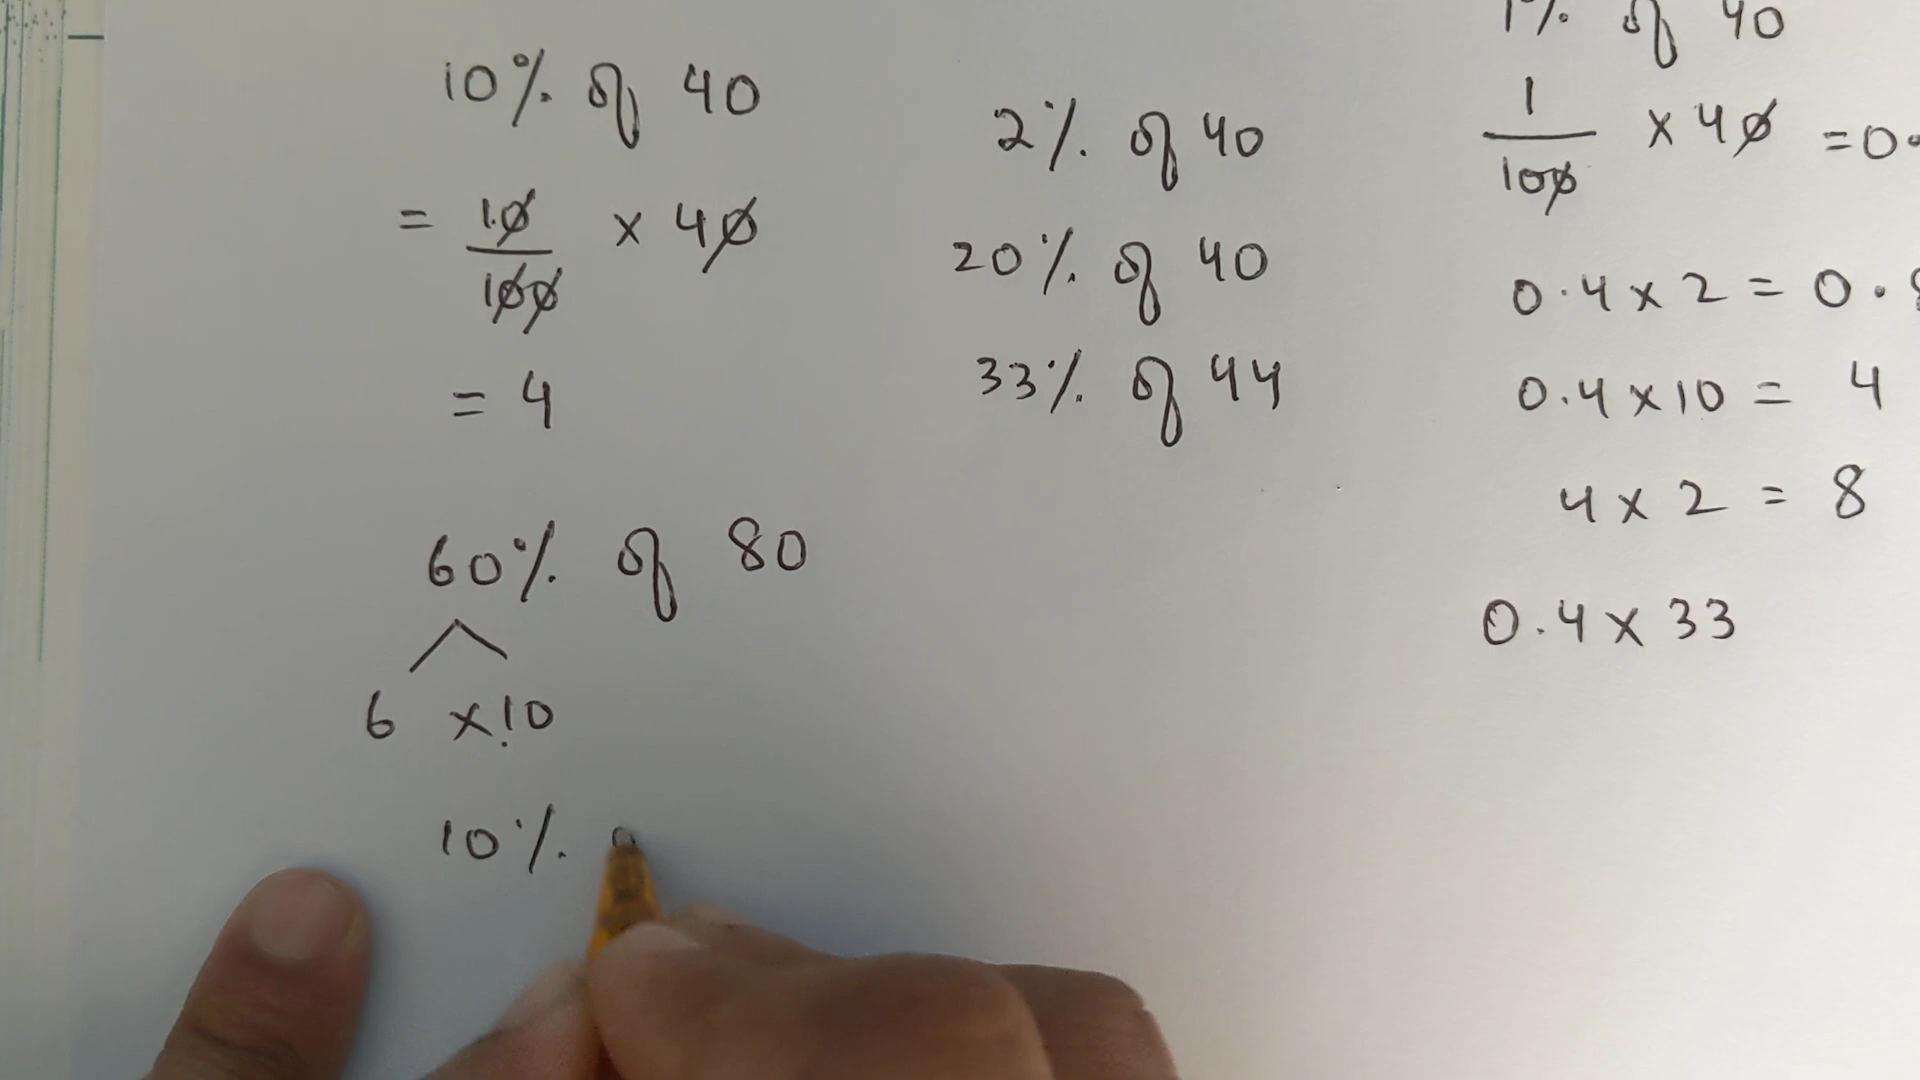 10% of 40
= 10/100 × 40
= 4
60% of 80
6 × 10
10%
2% of 40
20% of 40
33% of 44
1% of 40
1/100 × 40 = 0.
0.4 × 2 = 0.8
0.4 × 10 = 4
4 × 2 = 8
0.4 × 33